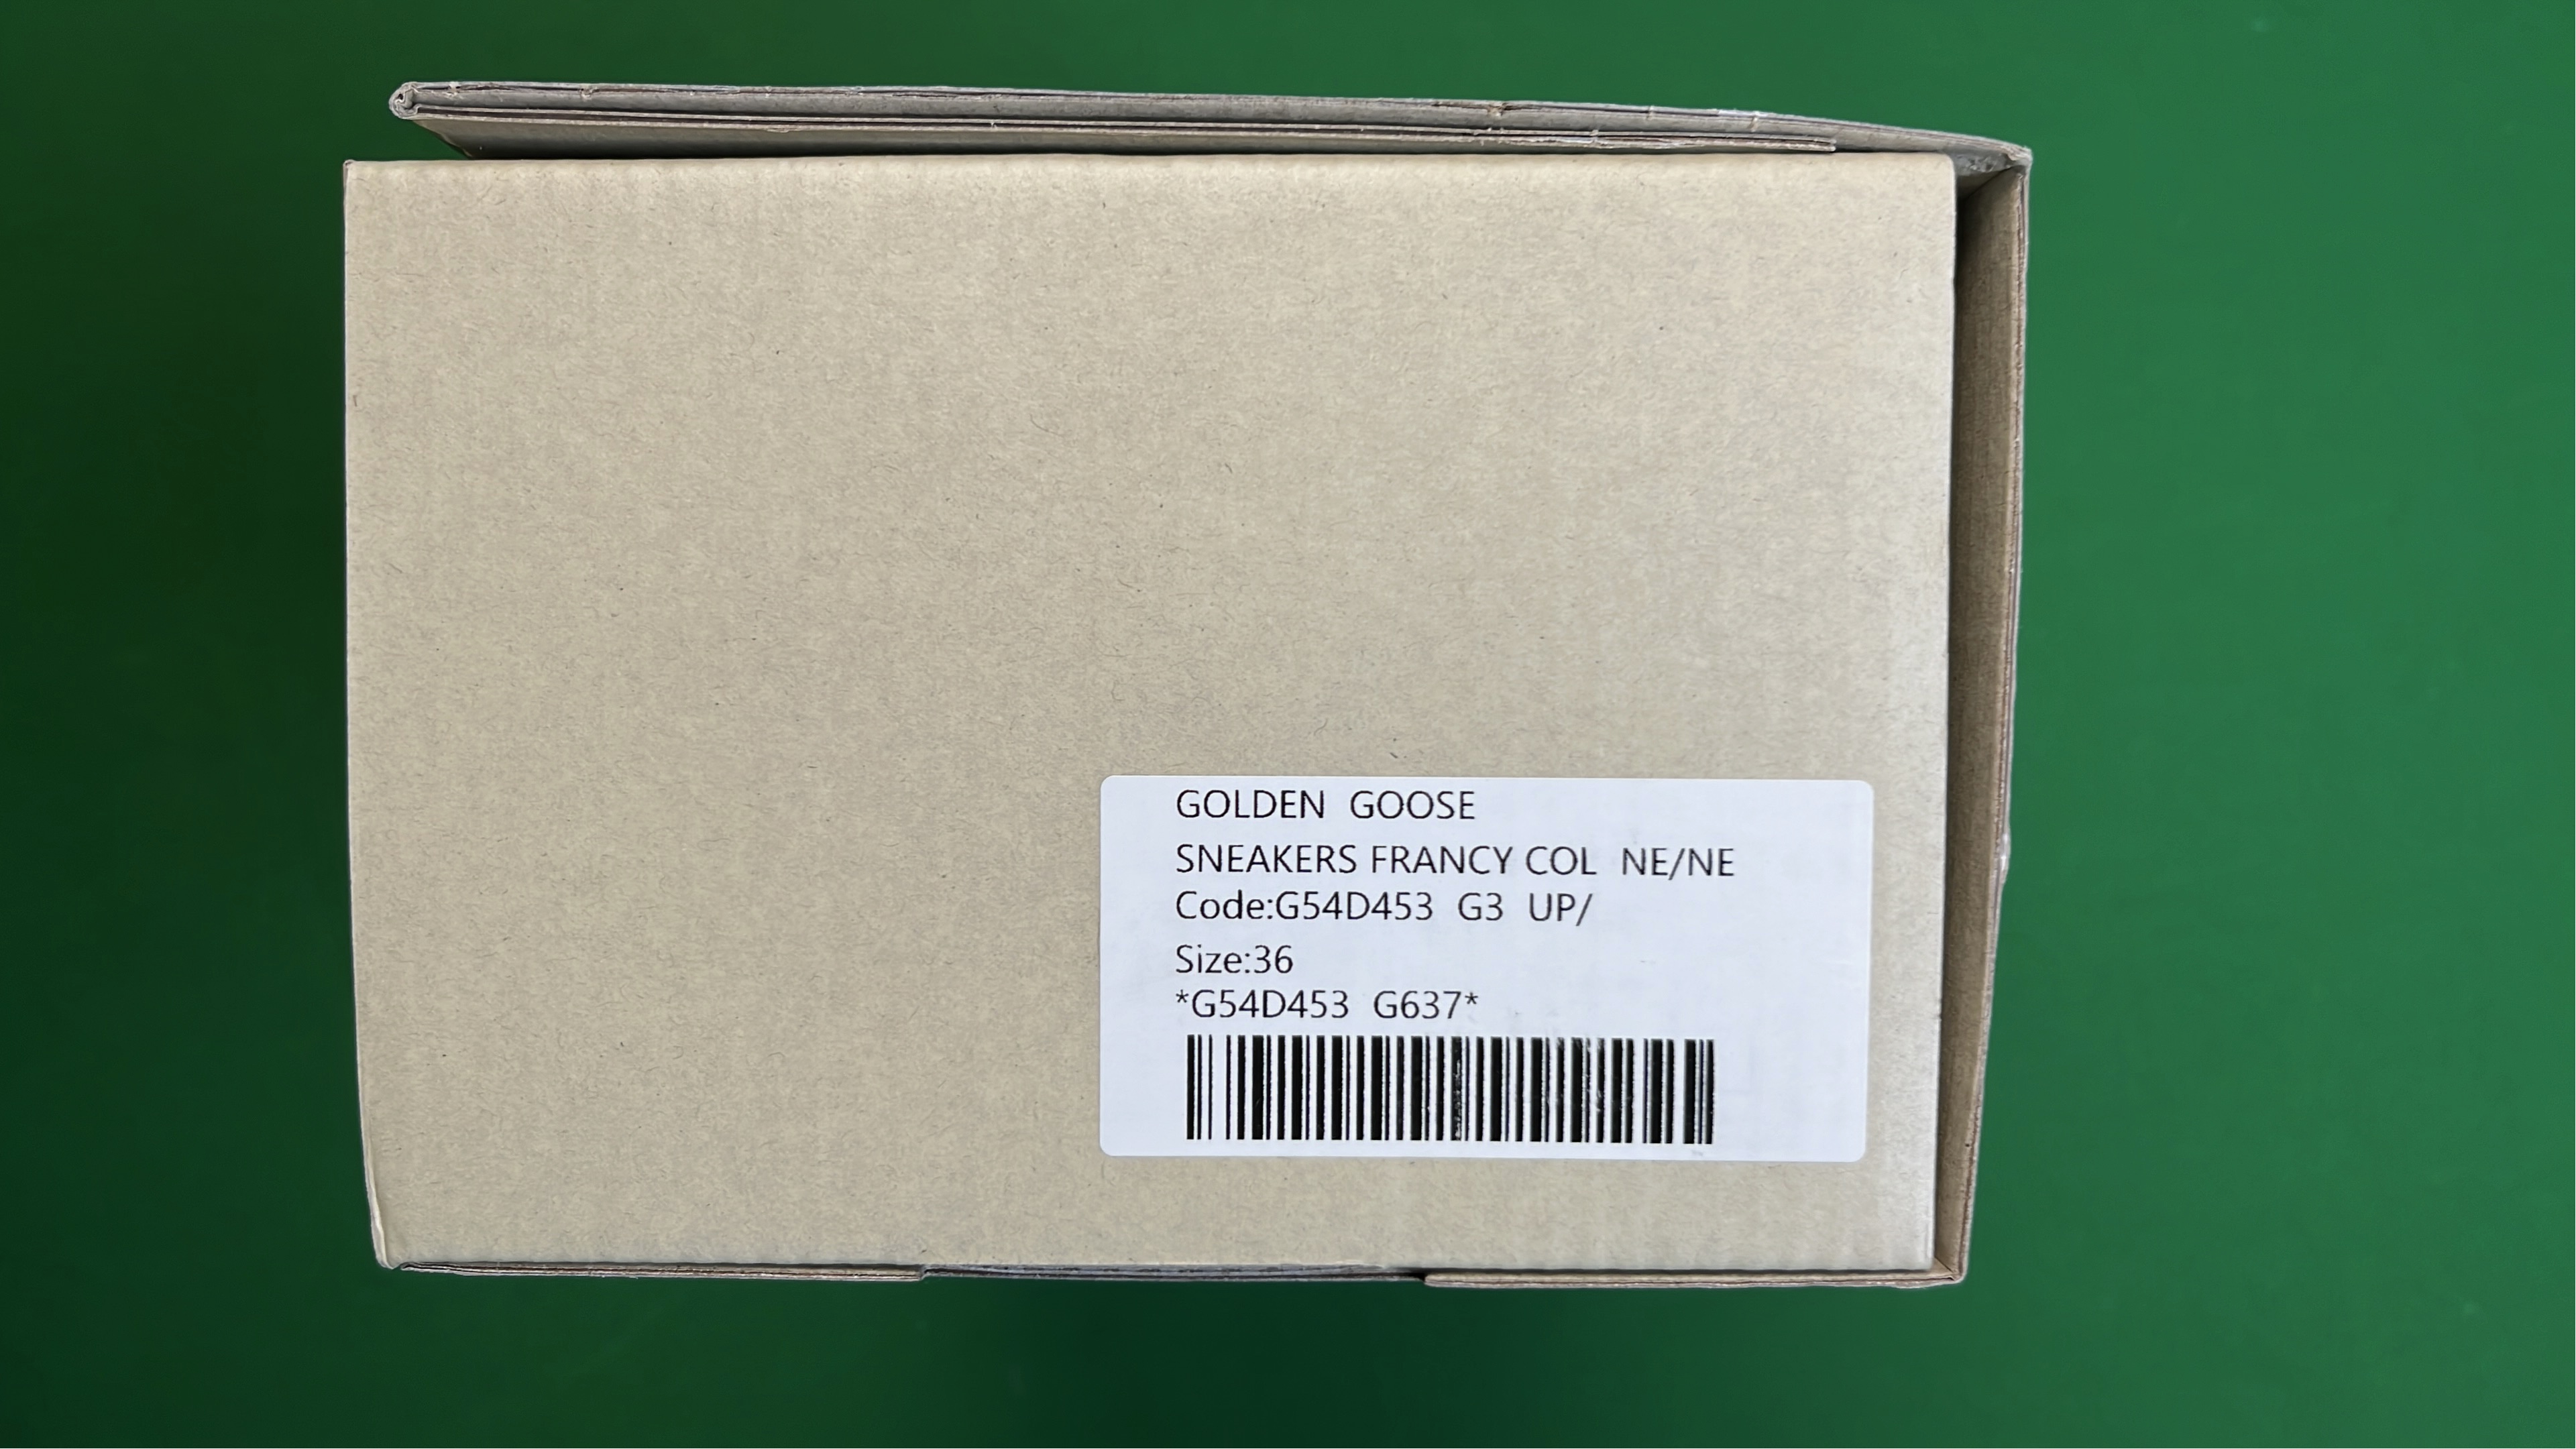 GOLDEN GOOSE
SNEAKERS FRANCY COL NE/NE
Code:G54D453 G3 UP/
Size:36
*G54D453 G637*